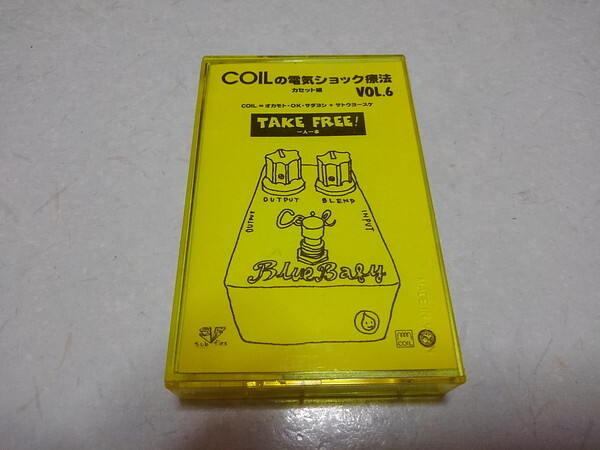 COILの電気ショック療法
カセット編
VOL.6
COIL = オカモト・OK・サダヨシ + サトウヨースケ
TAKE FREE!
一人一本
OUTPUT
BLEND
OUTPUT
INPUT
Coil
BlueBaby
COIL